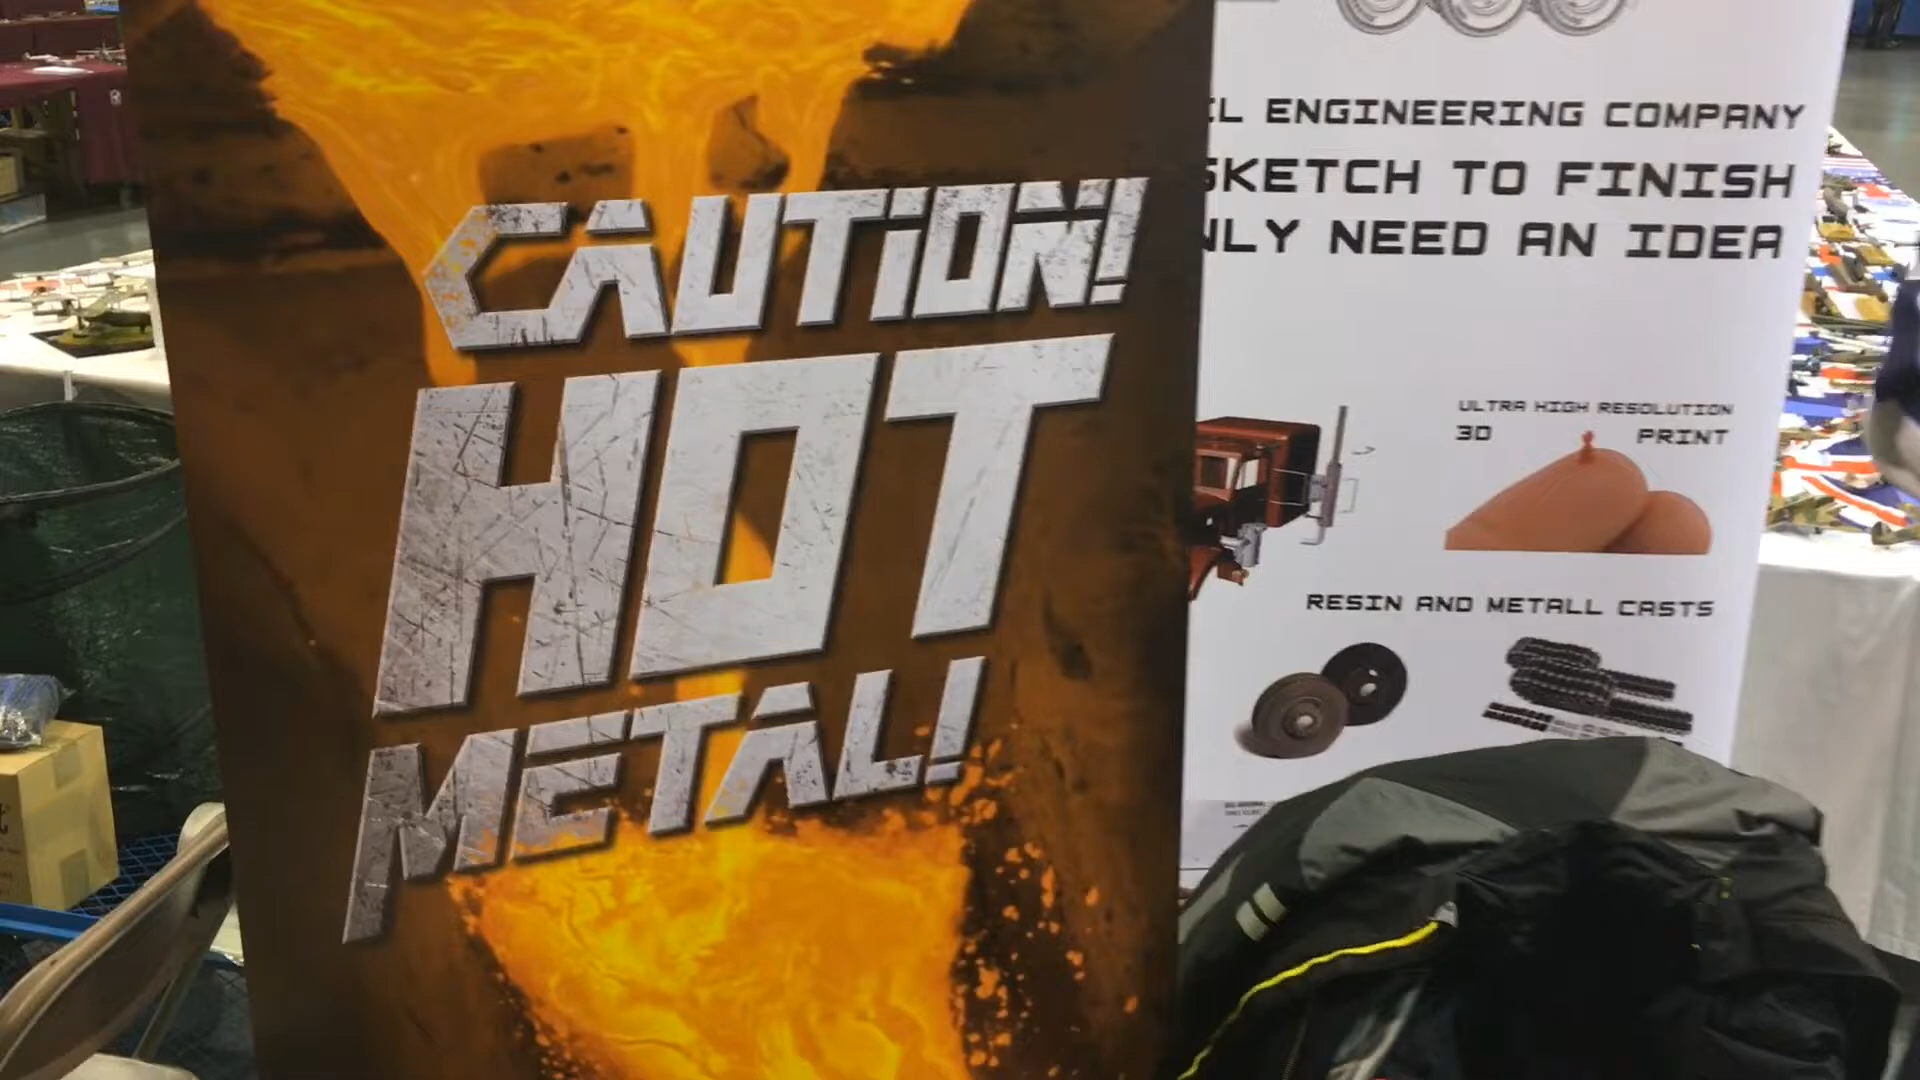 CAUTION!
HOT
METAL!
IL ENGINEERING COMPANY
SKETCH TO FINISH
NLY NEED AN IDEA
ULTRA HIGH RESOLUTION
3D PRINT
RESIN AND METALL CASTS